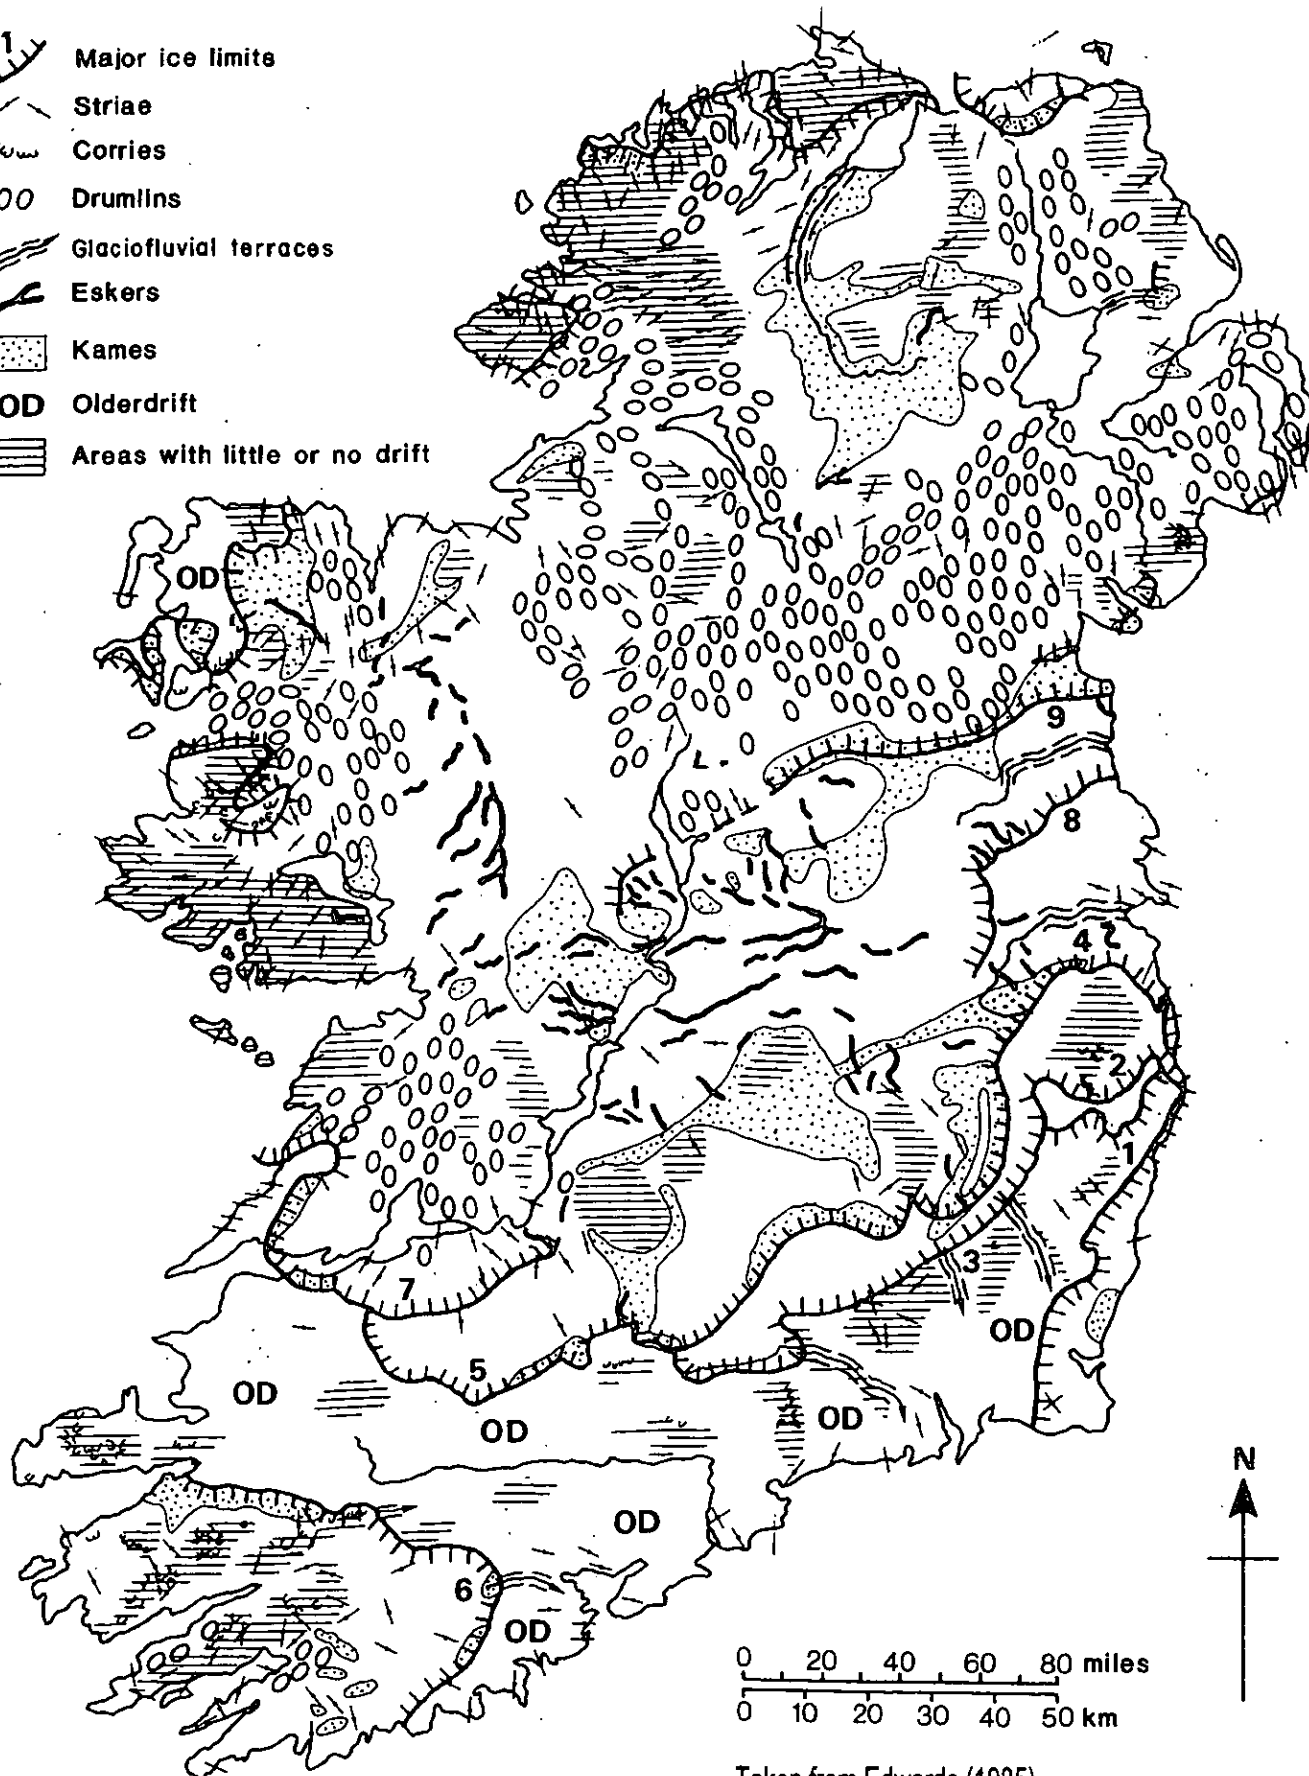 1
Major ice limits
Striae
Corries
Drumlins
Glaciofluvial terraces
Eskers
Kames
OD Olderdrift
Areas with little or no drift
OD
9
8
4
2
1
3
7
OD
5
OD
OD
OD
OD
6
OD
N
0 20 40 60 80 miles
0 10 20 30 40 50 km
Taken from Edwards (1985)